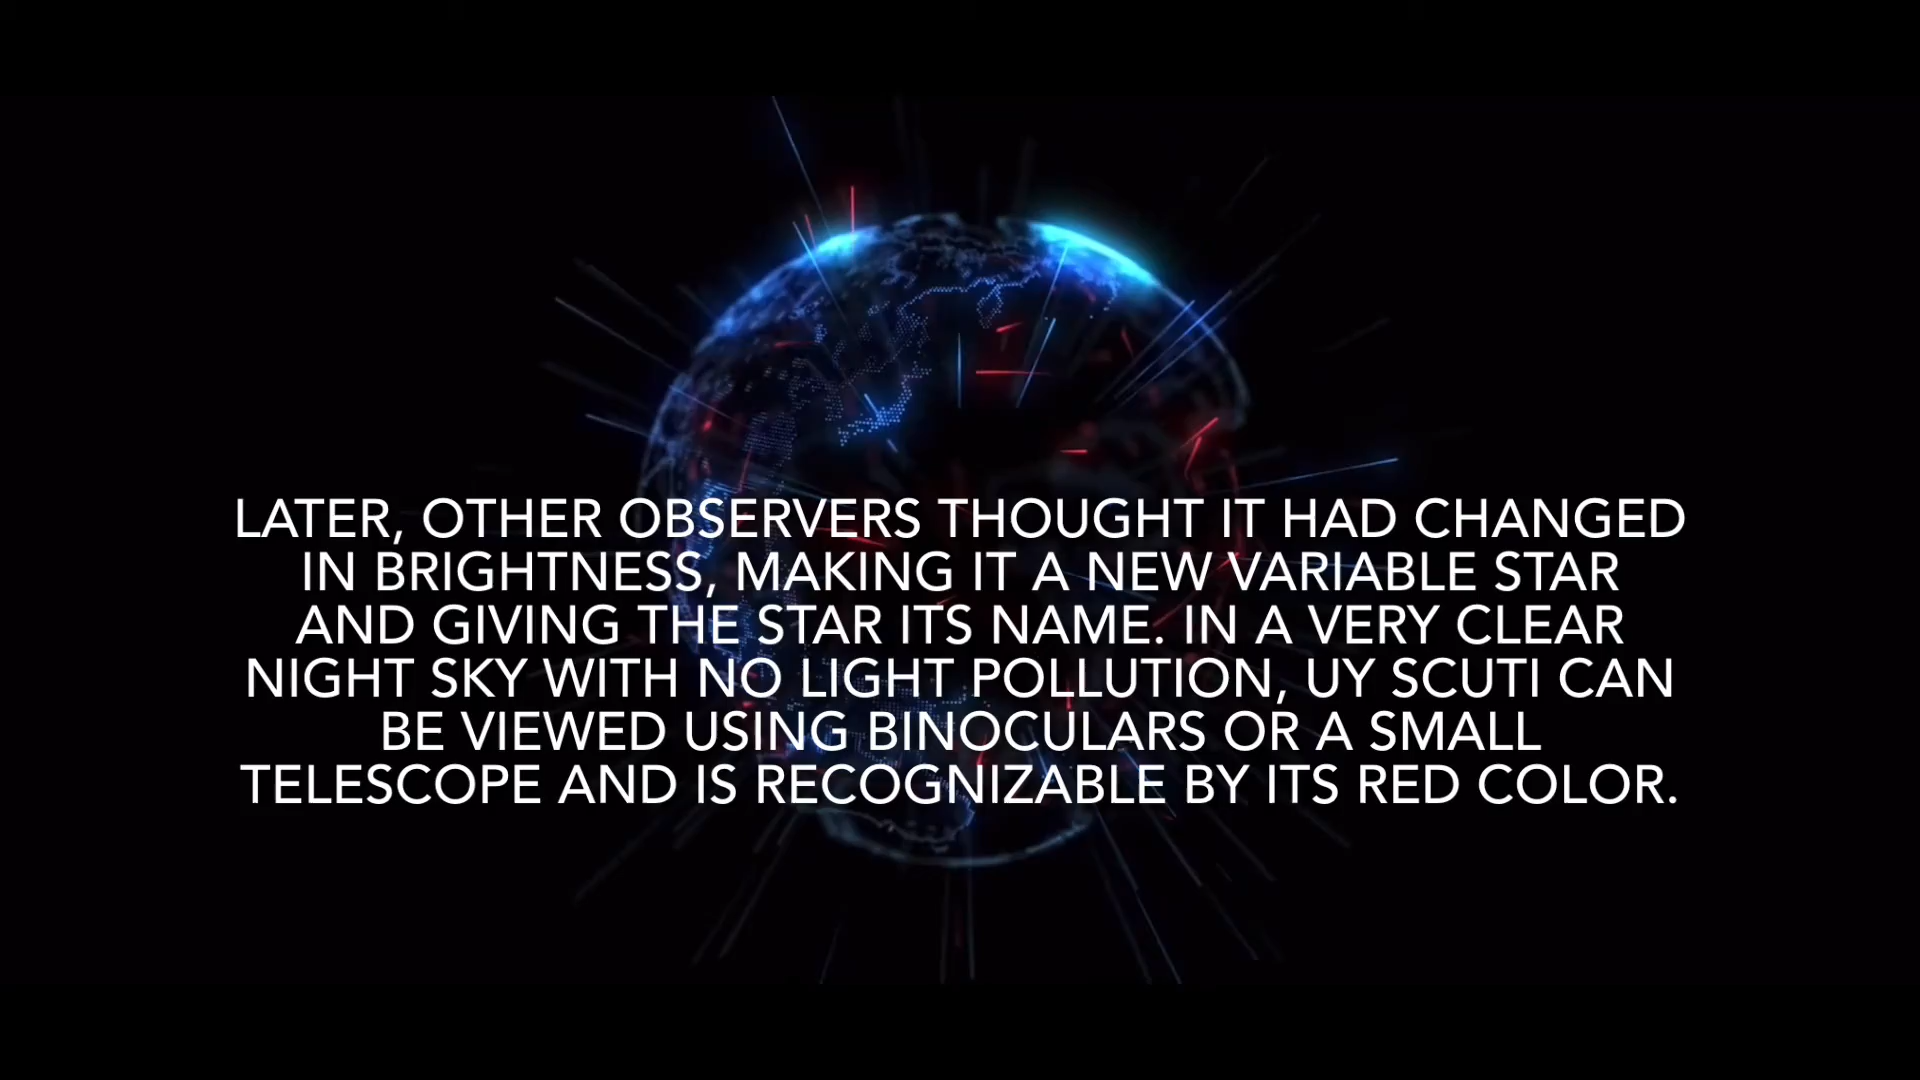 LATER, OTHER OBSERVERS THOUGHT IT HAD CHANGED
IN BRIGHTNESS, MAKING IT A NEW VARIABLE STAR
AND GIVING THE STAR ITS NAME. IN A VERY CLEAR
NIGHT SKY WITH NO LIGHT POLLUTION, UY SCUTI CAN
BE VIEWED USING BINOCULARS OR A SMALL
TELESCOPE AND IS RECOGNIZABLE BY ITS RED COLOR.